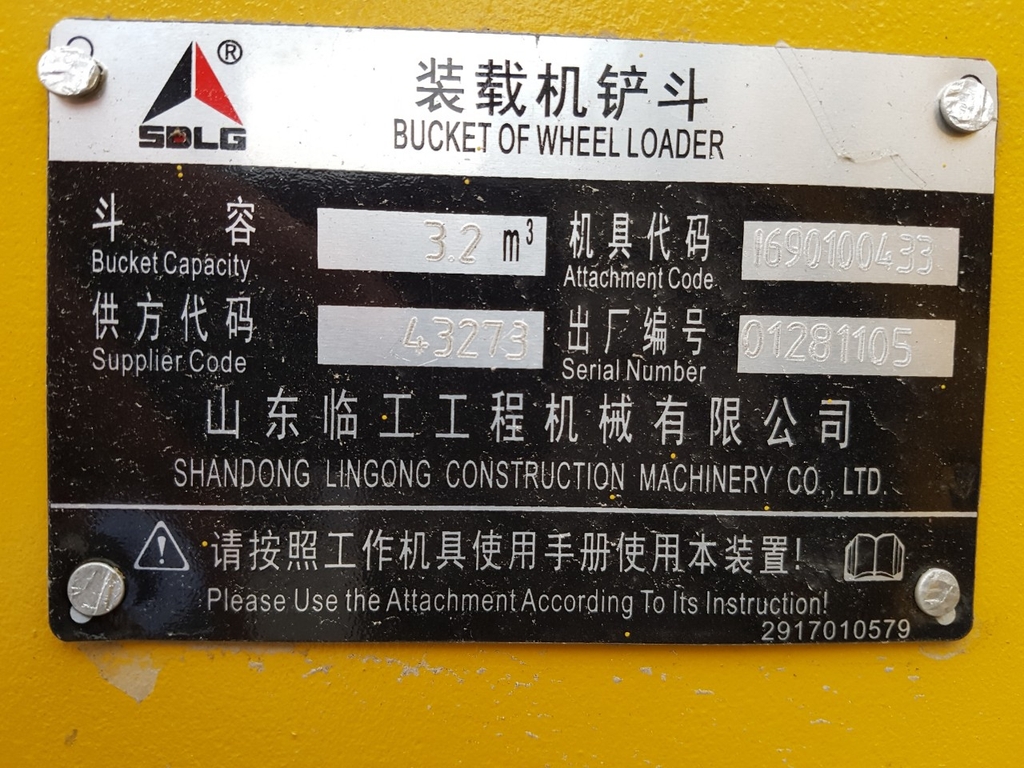 ®
SDLG
装载机铲斗
BUCKET OF WHEEL LOADER
斗容 3.2 m³
Bucket Capacity
机具代码 1690100433
Attachment Code
供方代码 43273
Supplier Code
出厂编号 01281105
Serial Number
山东临工工程机械有限公司
SHANDONG LINGONG CONSTRUCTION MACHINERY CO., LTD.
请按照工作机具使用手册使用本装置!
Please Use the Attachment According To Its Instruction!
2917010579